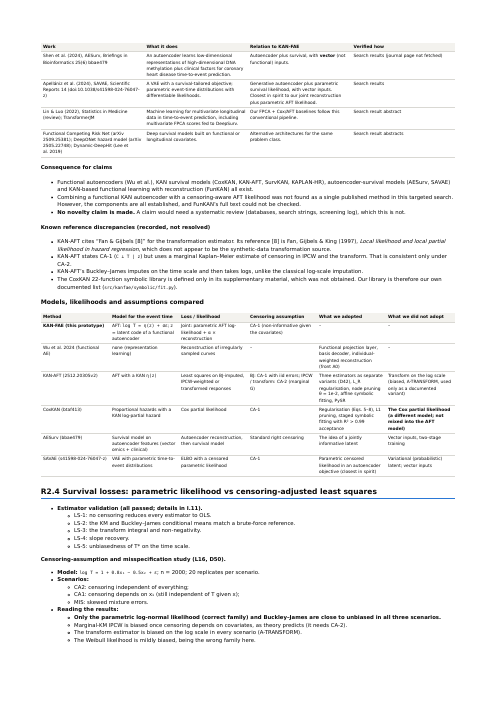 Work What it does Relation to KAN-FAE Verified how
Shen et al. (2024), AESurv, Briefings in Bioinformatics 25(6) bbae479
An autoencoder learns low-dimensional representations of high-dimensional DNA methylation plus clinical factors for coronary heart disease time-to-event prediction.
Autoencoder plus survival, with vector (not functional) inputs.
Search results (journal page not fetched)
Apellániz et al. (2024), SAVAE, Scientific Reports 14 (doi:10.1038/s41598-024-76047-z)
A VAE with a survival-tailored objective; parametric event-time distributions with differentiable likelihoods.
Generative autoencoder plus parametric survival likelihood, with vector inputs. Closest in spirit to our joint reconstruction plus parametric AFT likelihood.
Search results
Lin & Luo (2022), Statistics in Medicine (review); TransformerJM
Machine learning for multivariate longitudinal data in time-to-event prediction, including multivariate FPCA scores fed to DeepSurv.
Our FPCA + CoxPath baselines follow this conventional pipeline.
Search result abstract
Functional Competing Risk Net (arXiv 2509.25381); DeepONet hazard model (arXiv 2505.22748); Dynamic-DeepHit (Lee et al. 2019)
Deep survival models built on functional or longitudinal covariates.
Alternative architectures for the same problem class.
Search result abstracts
Consequence for claims
• Functional autoencoders (Wu et al.), KAN survival models (CoxKAN, KAN-AFT, SurvKAN, KAPLAN-HR), autoencoder-survival models (AESurv, SAVAE) and KAN-based functional learning with reconstruction (FunKAN) all exist.
• Combining a functional KAN autoencoder with a censoring-aware AFT likelihood was not found as a single published method in this targeted search. However, the components are all established, and FunKAN's full text could not be checked.
• No novelty claim is made. A claim would need a systematic review (databases, search strings, screening log), which this is not.
Known reference discrepancies (recorded, not resolved)
• KAN-AFT cites "Fan & Gijbels [8]" for the transformation estimator. Its reference [8] is Fan, Gijbels & King (1997), Local likelihood and local partial likelihood in hazard regression, which does not appear to be the synthetic-data transformation source.
• KAN-AFT states CA-1 (C ⟂ T | z) but uses a marginal Kaplan-Meier estimate of censoring in IPCW and the transform. That is consistent only under CA-2.
• KAN-AFT's Buckley-James imputes on the time scale and then takes logs, unlike the classical log-scale imputation.
• The CoxKAN 22-function symbolic library is defined only in its supplementary material, which was not obtained. Our library is therefore our own documented list (src/kanfae/symbolic/fit.py).
Models, likelihoods and assumptions compared
Method Model for the event time Loss / likelihood Censoring assumption What we adopted What we did not adopt
KAN-FAE (this prototype)
AFT: log T = η(z) + σε; z = latent code of a functional autoencoder
Joint: parametric AFT log-likelihood + α × reconstruction
CA-1 (non-informative given the covariates)
–
–
Wu et al. 2024 (functional AE)
none (representation learning)
Reconstruction of irregularly sampled curves
–
Functional projection layer, basis decoder, individual-weighted reconstruction (front A0)
–
KAN-AFT (2512.20305v2)
AFT with a KAN η(z)
Least squares on BJ-imputed, IPCW-weighted or transformed responses
BJ: CA-1 with iid errors; IPCW / transform: CA-2 (marginal G)
Three estimators as separate variants (D42), L_R regularisation, node pruning θ = 1e-2, affine symbolic fitting, PySR
Transform on the log scale (biased, A-TRANSFORM, used only as a documented variant)
CoxKAN (btaf413)
Proportional hazards with a KAN log-partial hazard
Cox partial likelihood
CA-1
Regularisation (Eqs. 5–8), L1 pruning, staged symbolic fitting with R² > 0.99 acceptance
The Cox partial likelihood (a different model; not mixed into the AFT model)
AESurv (bbae479)
Survival model on autoencoder features (vector omics + clinical)
Autoencoder reconstruction, then survival model
Standard right censoring
The idea of a jointly informative latent
Vector inputs, two-stage training
SAVAE (s41598-024-76047-z)
VAE with parametric time-to-event distributions
ELBO with a censored parametric likelihood
CA-1
Parametric censored likelihood in an autoencoder objective (closest in spirit)
Variational (probabilistic) latent; vector inputs
R2.4 Survival losses: parametric likelihood vs censoring-adjusted least squares
• Estimator validation (all passed; details in I.11).
LS-1: no censoring reduces every estimator to OLS.
LS-2: the KM and Buckley-James conditional means match a brute-force reference.
LS-3: the transform integral and non-negativity.
LS-4: slope recovery.
LS-5: unbiasedness of T* on the time scale.
Censoring-assumption and misspecification study (L16, D50).
• Model: log T = 1 + 0.8x₁ − 0.5x₂ + ε; n = 2000; 20 replicates per scenario.
• Scenarios:
CA2: censoring independent of everything;
CA1: censoring depends on x₁ (still independent of T given x);
MIS: skewed mixture errors.
• Reading the results:
Only the parametric log-normal likelihood (correct family) and Buckley-James are close to unbiased in all three scenarios.
Marginal-KM IPCW is biased once censoring depends on covariates, as theory predicts (it needs CA-2).
The transform estimator is biased on the log scale (A-TRANSFORM).
The Weibull likelihood is mildly biased, being the wrong family here.